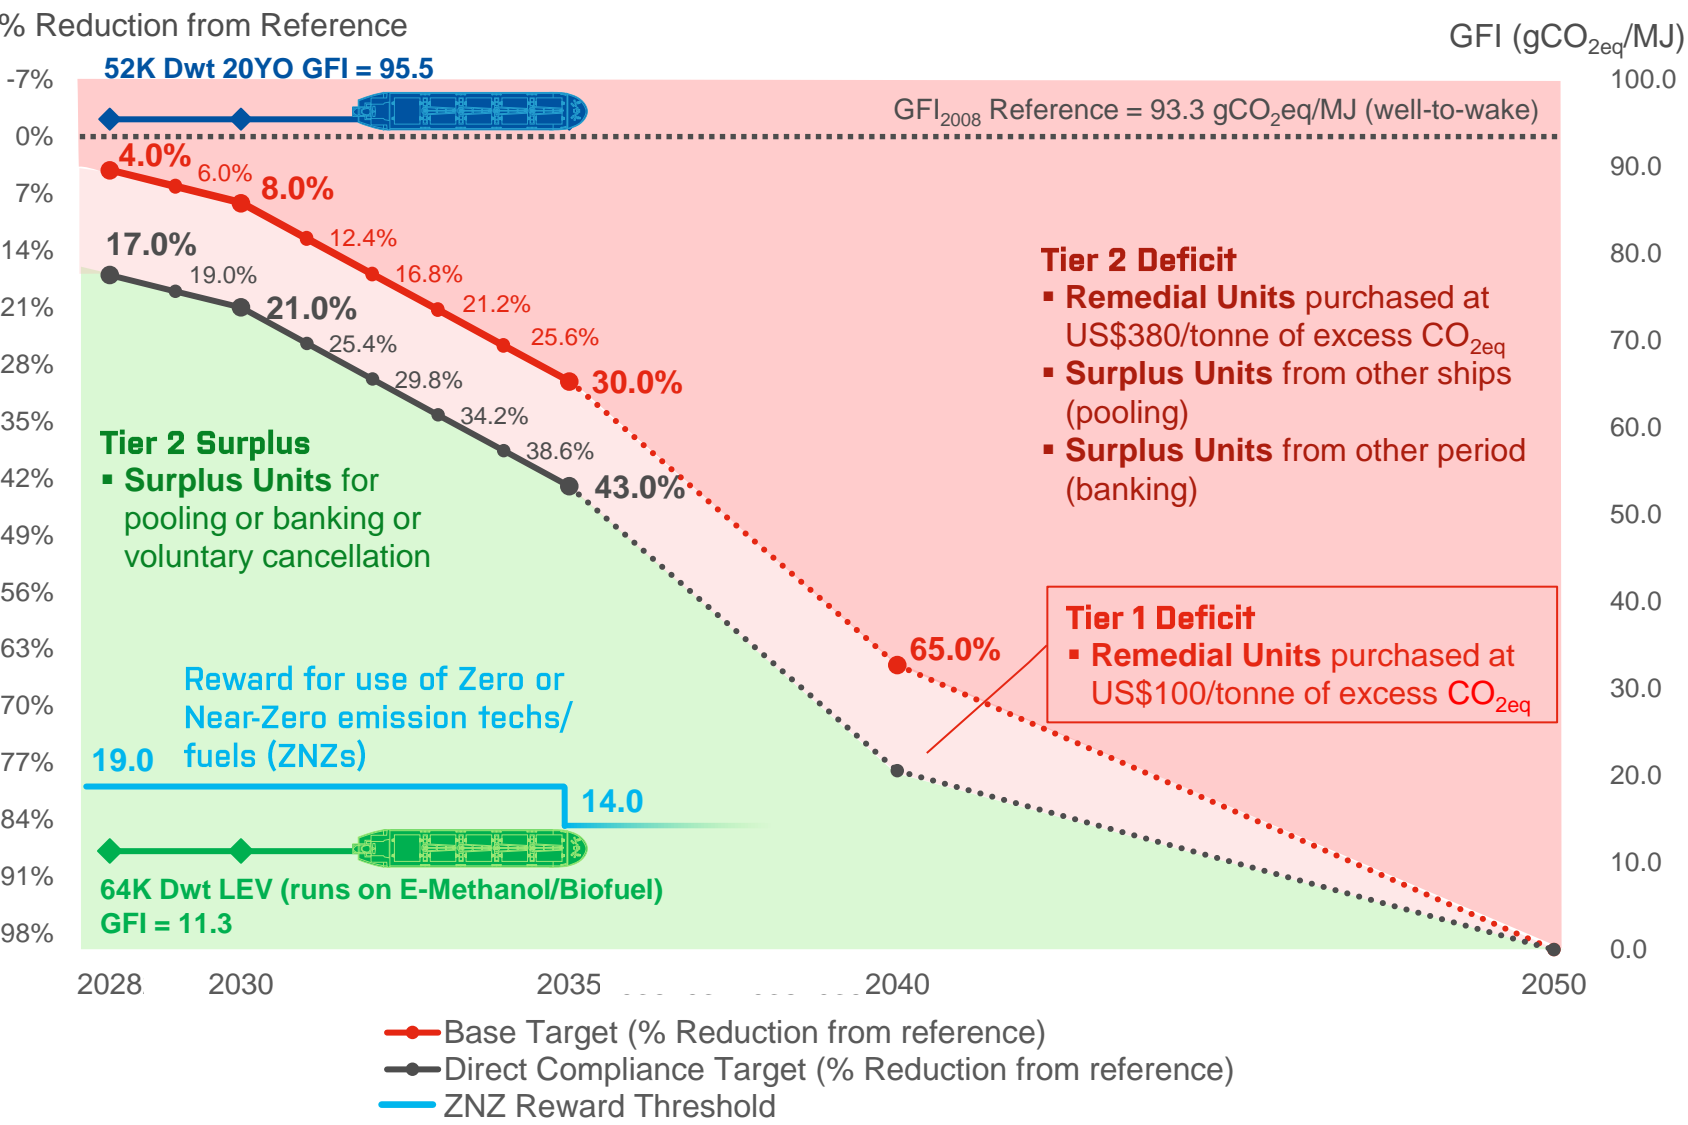 % Reduction from Reference
GFI (gCO2eq/MJ)
52K Dwt 20YO GFI = 95.5
GFI2008 Reference = 93.3 gCO2eq/MJ (well-to-wake)
-7%
0%
7%
14%
21%
28%
35%
42%
49%
56%
63%
70%
77%
84%
91%
98%
100.0
90.0
80.0
70.0
60.0
50.0
40.0
30.0
20.0
10.0
0.0
4.0%
6.0%
8.0%
12.4%
16.8%
21.2%
25.6%
30.0%
65.0%
17.0%
19.0%
21.0%
25.4%
29.8%
34.2%
38.6%
43.0%
Tier 2 Deficit
▪ Remedial Units purchased at
US$380/tonne of excess CO2eq
▪ Surplus Units from other ships
(pooling)
▪ Surplus Units from other period
(banking)
Tier 2 Surplus
▪ Surplus Units for
pooling or banking or
voluntary cancellation
Tier 1 Deficit
▪ Remedial Units purchased at
US$100/tonne of excess CO2eq
Reward for use of Zero or
Near-Zero emission techs/
fuels (ZNZs)
19.0
14.0
64K Dwt LEV (runs on E-Methanol/Biofuel)
GFI = 11.3
2028
2030
2035
2040
2050
Base Target (% Reduction from reference)
Direct Compliance Target (% Reduction from reference)
ZNZ Reward Threshold